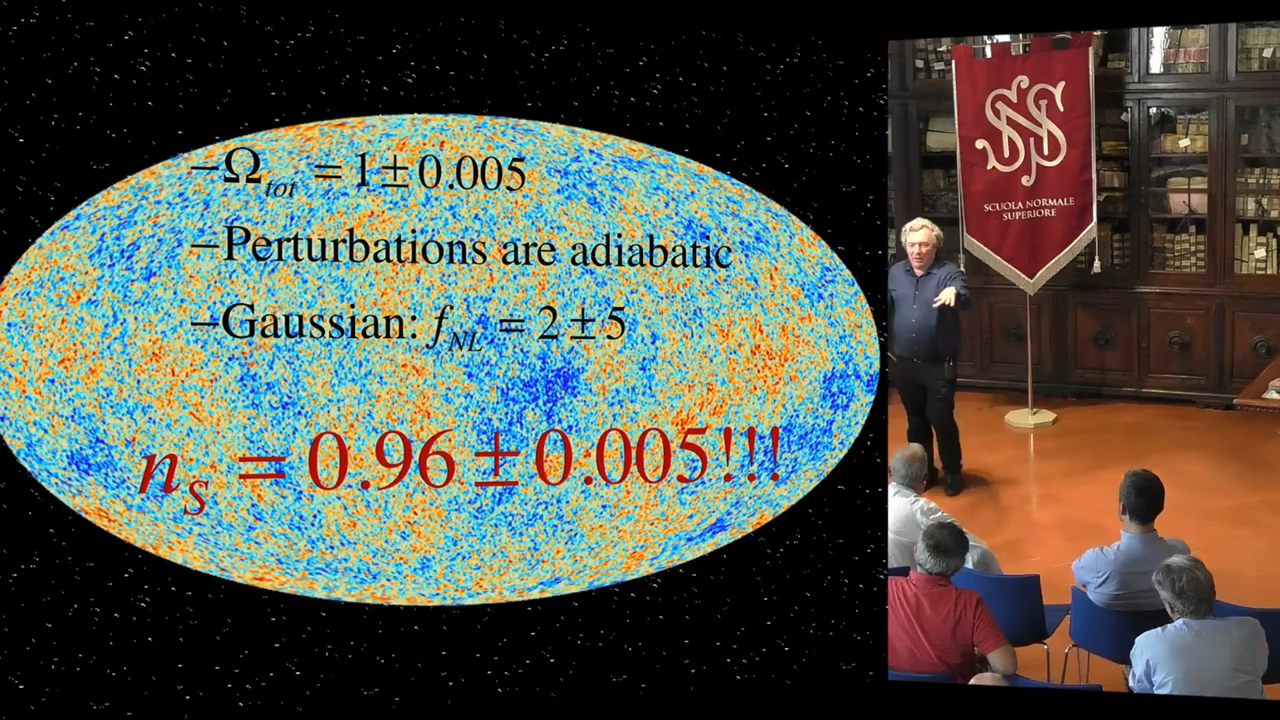 –Ω_tot = 1±0.005
–Perturbations are adiabatic
–Gaussian: f_NL = 2±5
n_s = 0.96±0.005!!!
SNS
SCUOLA NORMALE
SUPERIORE